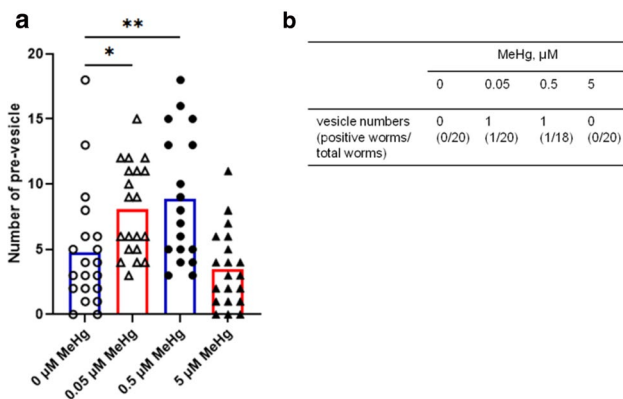 a
**
*
20
15
10
5
0
Number of pre-vesicle
0 µM MeHg
0.05 µM MeHg
0.5 µM MeHg
5 µM MeHg
b
MeHg, µM
0 0.05 0.5 5
vesicle numbers 0 1 1 0
(positive worms/ (0/20) (1/20) (1/18) (0/20)
total worms)